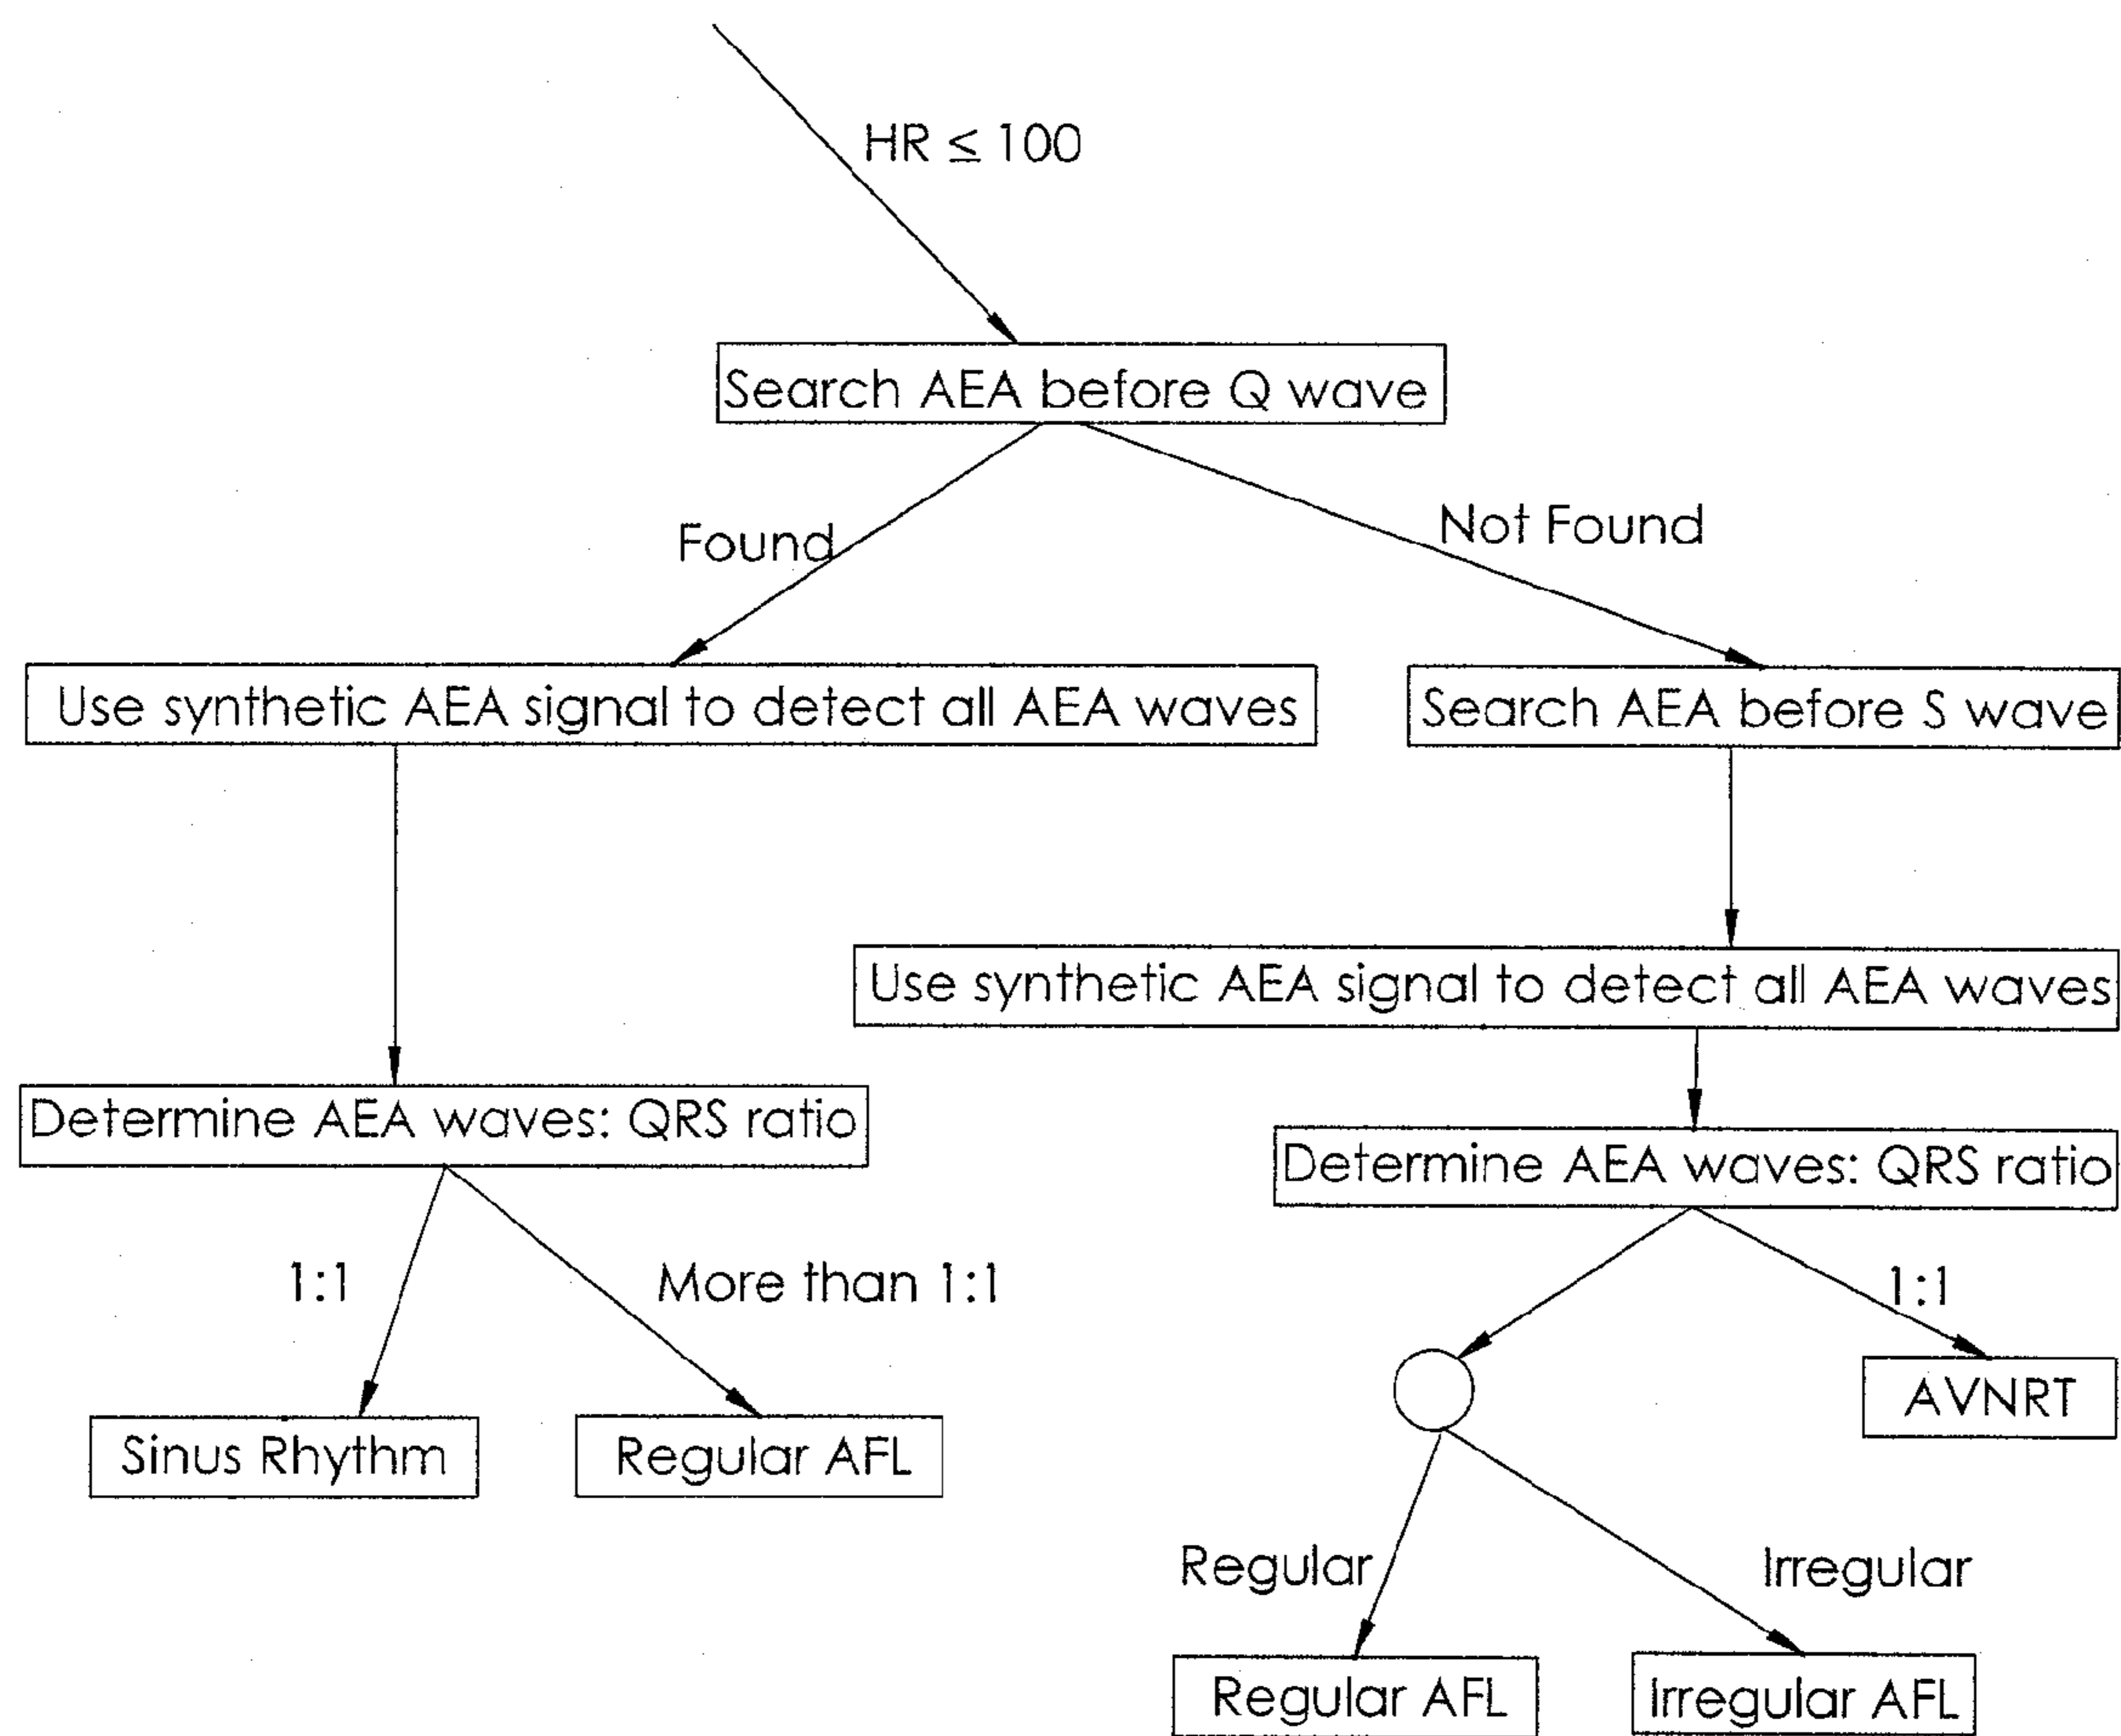 HR ≤ 100
Search AEA before Q wave
Found
Not Found
Use synthetic AEA signal to detect all AEA waves
Search AEA before S wave
Use synthetic AEA signal to detect all AEA waves
Determine AEA waves: QRS ratio
Determine AEA waves: QRS ratio
1:1
More than 1:1
1:1
Sinus Rhythm
Regular AFL
AVNRT
Regular
Irregular
Regular AFL
Irregular AFL